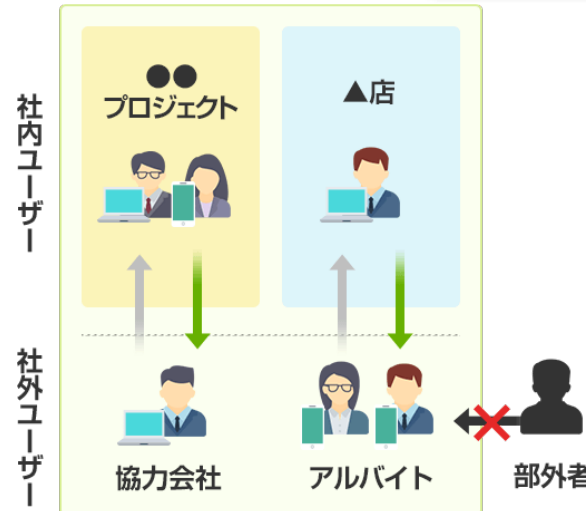 社内ユーザー
●●
プロジェクト
▲店
社外ユーザー
協力会社
アルバイト
部外者